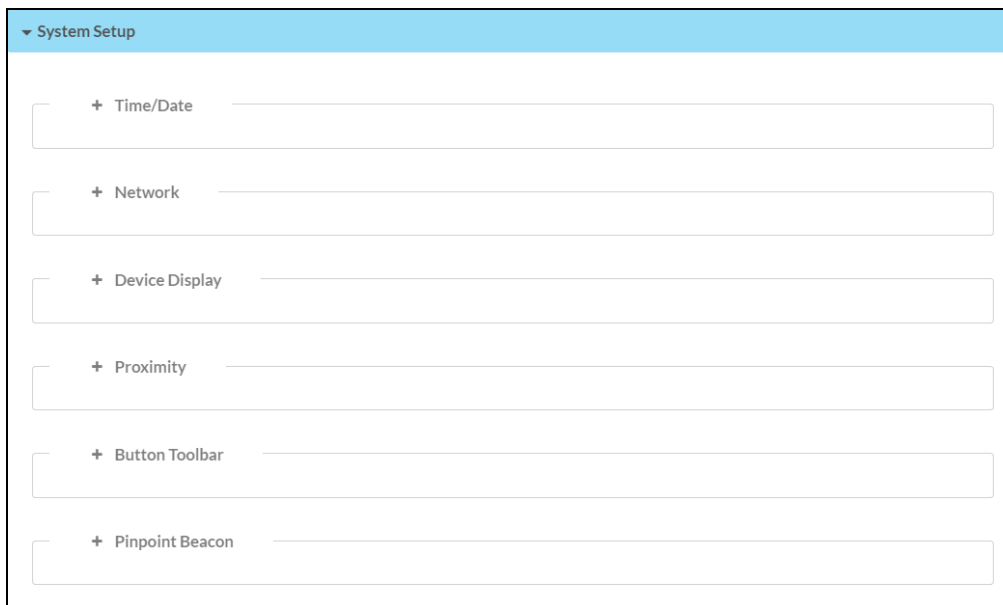 System Setup
+ Time/Date
+ Network
+ Device Display
+ Proximity
+ Button Toolbar
+ Pinpoint Beacon